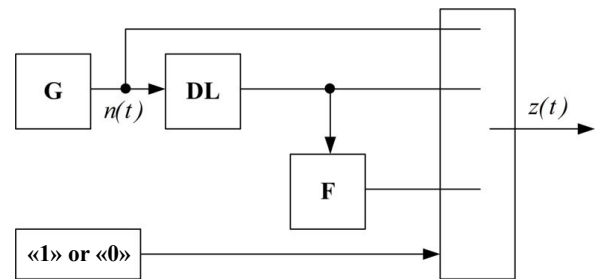 G
n(t)
DL
z(t)
F
«1» or «0»